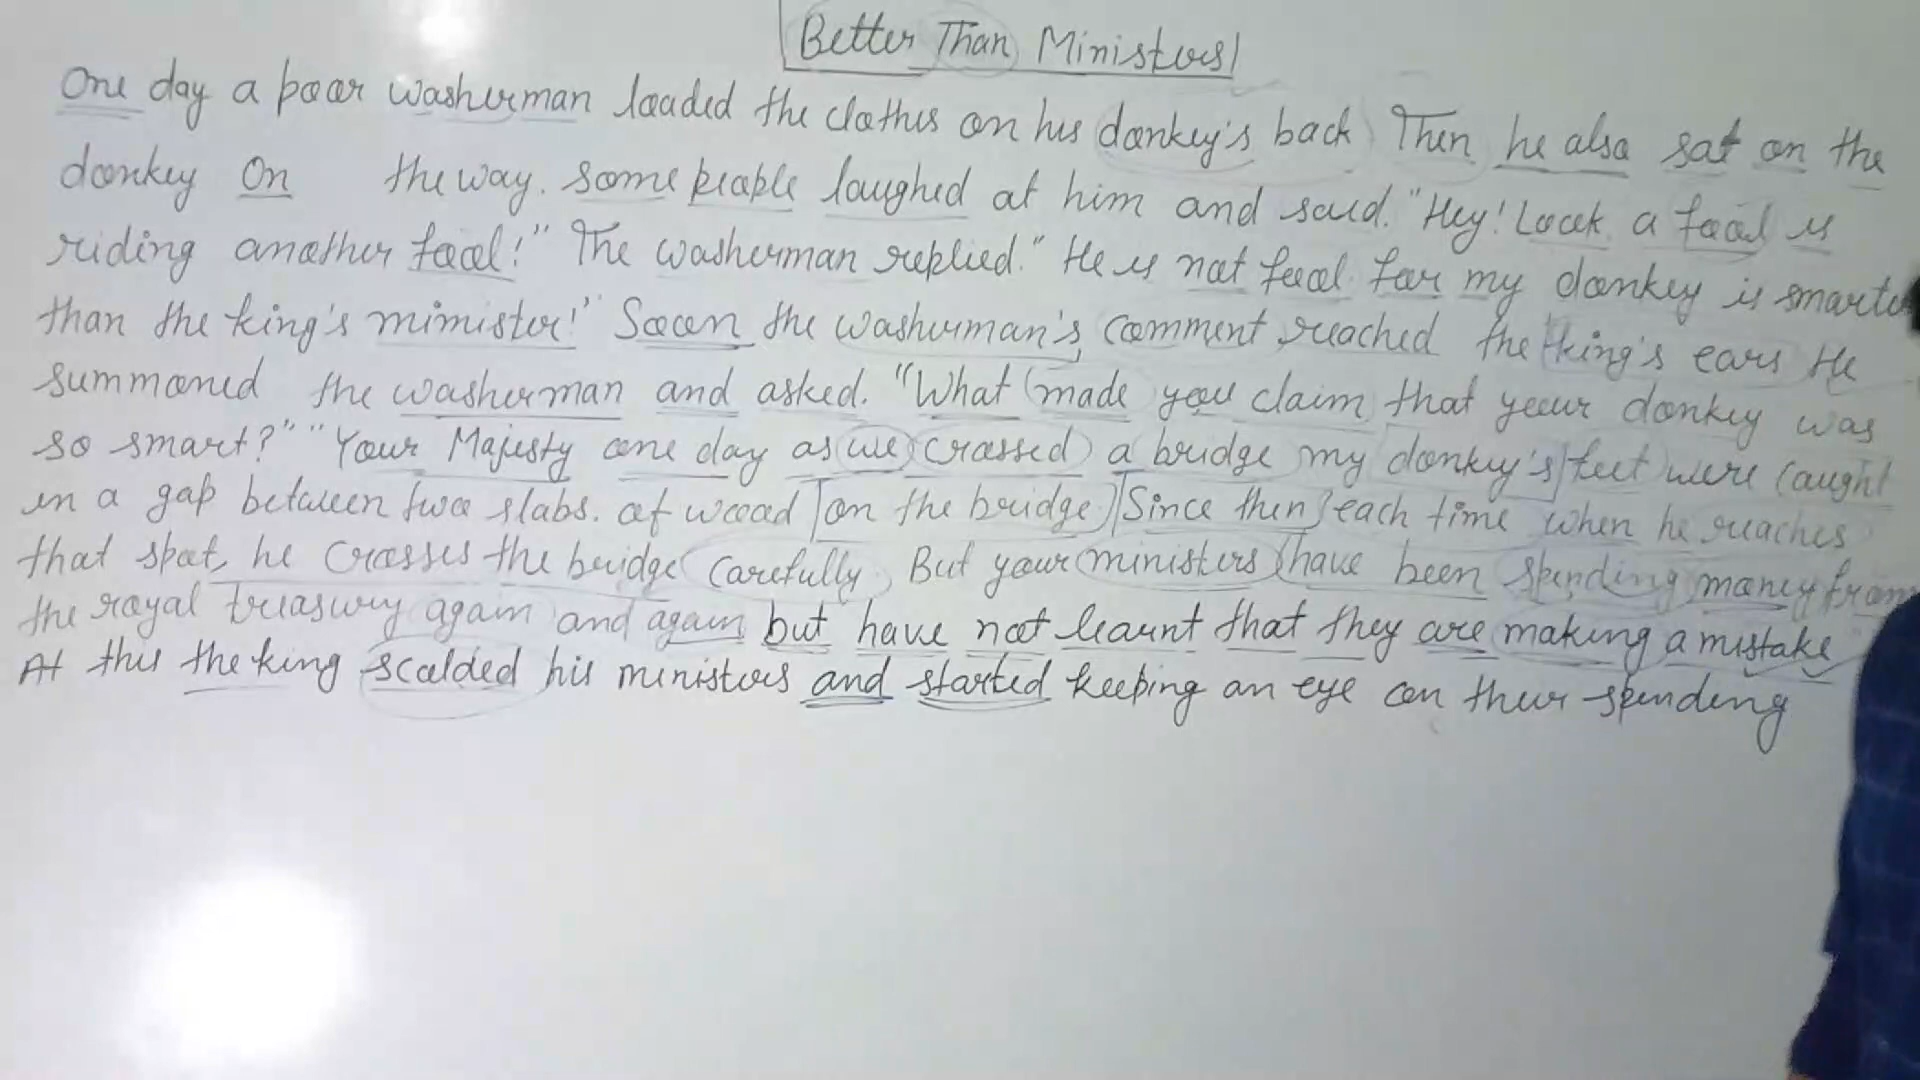 Better Than Ministers
One day a poor washerman loaded the clothes on his donkey's back Then he also sat on the
donkey On the way. some people laughed at him and said. "Hey! Look a fool is
riding another fool!" The washerman replied." He is not fool for my donkey is smarter
than the king's minister!" Soon the washerman's comment reached the king's ears He
summoned the washerman and asked. "What made you claim that your donkey was
so smart?" "Your Majesty one day as we crossed a bridge my donkey's feet were caught
in a gap between two slabs. of wood on the bridge Since then each time when he reaches
that spot, he crosses the bridge carefully, But your ministers have been spending money from
the royal treasury again and again but have not learnt that they are making a mistake
At this the king scolded his ministers and started keeping an eye on their spending